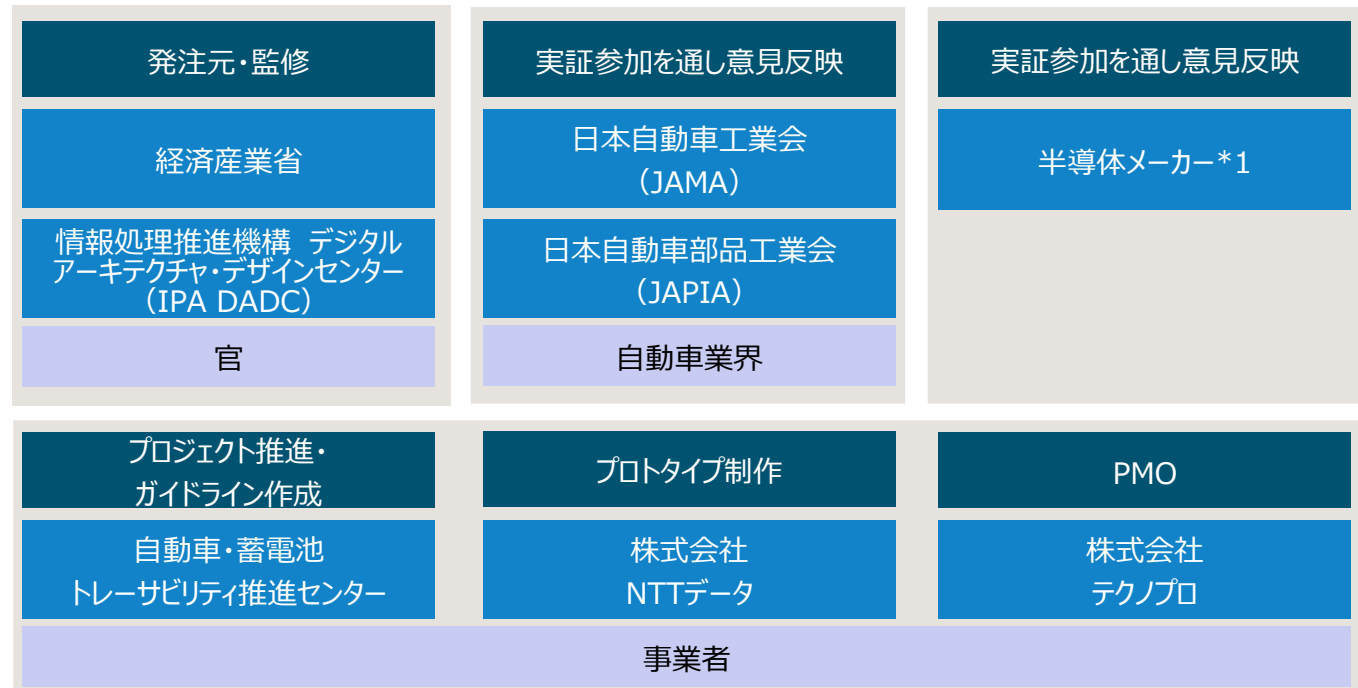 発注元・監修
経済産業省
情報処理推進機構 デジタル
アーキテクチャ・デザインセンター
（IPA DADC）
官
実証参加を通し意見反映
日本自動車工業会
（JAMA）
日本自動車部品工業会
（JAPIA）
自動車業界
実証参加を通し意見反映
半導体メーカー*1
プロジェクト推進・
ガイドライン作成
自動車・蓄電池
トレーサビリティ推進センター
プロトタイプ制作
株式会社
NTTデータ
PMO
株式会社
テクノプロ
事業者